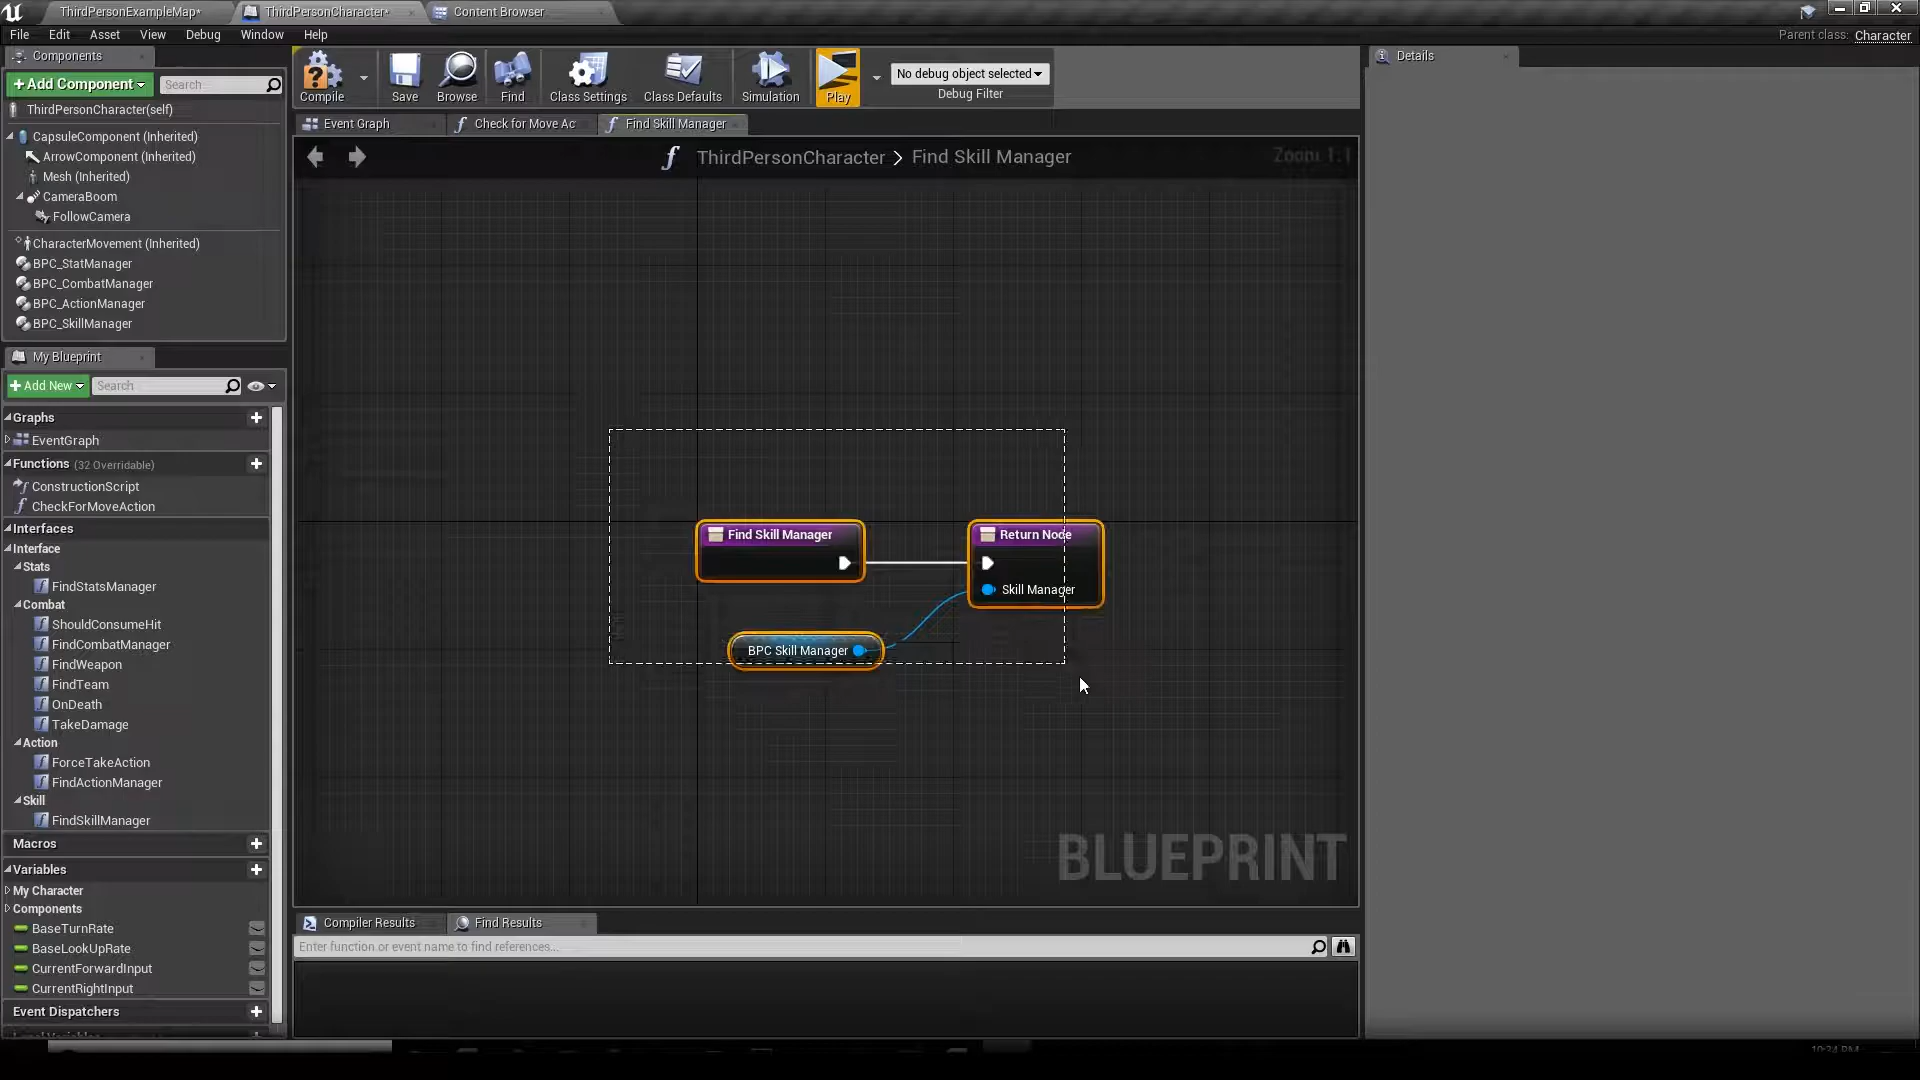 ThirdPersonExampleMap*
ThirdPersonCharacter*
Content Browser
File Edit Asset View Debug Window Help
Parent class: Character
Components
+ Add Component
Search
ThirdPersonCharacter(self)
CapsuleComponent (Inherited)
ArrowComponent (Inherited)
Mesh (Inherited)
CameraBoom
FollowCamera
CharacterMovement (Inherited)
BPC_StatManager
BPC_CombatManager
BPC_ActionManager
BPC_SkillManager
My Blueprint
+ Add New
Search
Graphs
EventGraph
Functions (32 Overridable)
ConstructionScript
CheckForMoveAction
Interfaces
Interface
Stats
FindStatsManager
Combat
ShouldConsumeHit
FindCombatManager
FindWeapon
FindTeam
OnDeath
TakeDamage
Action
ForceTakeAction
FindActionManager
Skill
FindSkillManager
Macros
Variables
My Character
Components
BaseTurnRate
BaseLookUpRate
CurrentForwardInput
CurrentRightInput
Event Dispatchers
Compile
Save
Browse
Find
Class Settings
Class Defaults
Simulation
Play
No debug object selected
Debug Filter
Event Graph
Check for Move Ac
Find Skill Manager
ThirdPersonCharacter > Find Skill Manager
Zoom 1:1
Find Skill Manager
Return Node
Skill Manager
BPC Skill Manager
BLUEPRINT
Compiler Results
Find Results
Enter function or event name to find references...
Details
10:34 PM